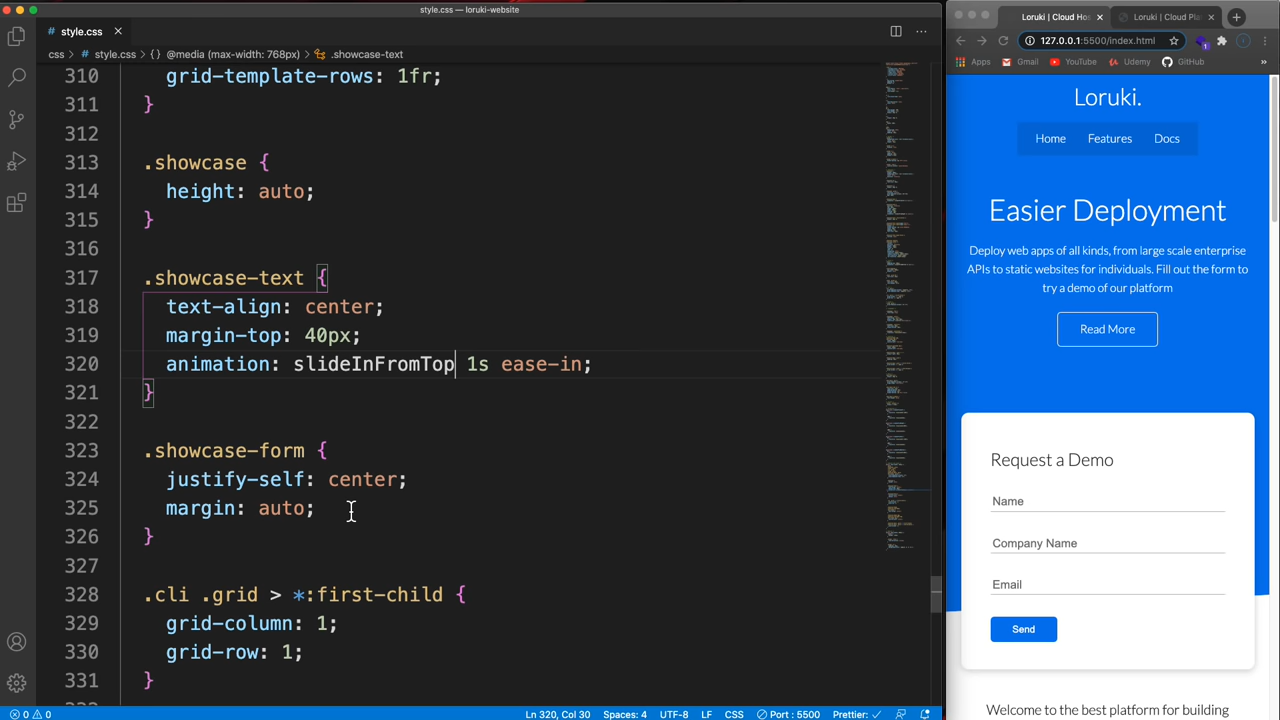 style.css — loruki-website
# style.css ×
css > # style.css > {} @media (max-width: 768px) > .showcase-text
310 grid-template-rows: 1fr;
311 }
312
313 .showcase {
314 height: auto;
315 }
316
317 .showcase-text {
318 text-align: center;
319 margin-top: 40px;
320 animation: slideInFromTop 1s ease-in;
321 }
322
323 .showcase-form {
324 justify-self: center;
325 margin: auto;
326 }
327
328 .cli .grid > *:first-child {
329 grid-column: 1;
330 grid-row: 1;
331 }
0 0 Ln 320, Col 30 Spaces: 4 UTF-8 LF CSS Port : 5500 Prettier: ✓
Loruki | Cloud Hos × Loruki | Cloud Pla × +
127.0.0.1:5500/index.html
Apps Gmail YouTube Udemy GitHub »
Loruki.
Home Features Docs
Easier Deployment
Deploy web apps of all kinds, from large scale enterprise
APIs to static websites for individuals. Fill out the form to
try a demo of our platform
Read More
Request a Demo
Name
Company Name
Email
Send
Welcome to the best platform for building